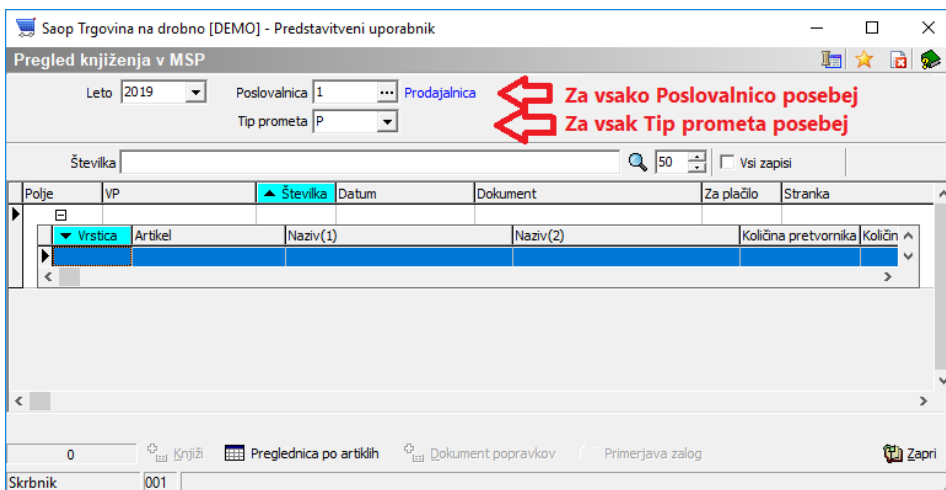 Saop Trgovina na drobno [DEMO] - Predstavitveni uporabnik
Pregled knjiženja v MSP
Leto 2019 Poslovalnica 1 ... Prodajalnica Za vsako Poslovalnico posebej
Tip prometa P Za vsak Tip prometa posebej
Številka 50 Vsi zapisi
Polje VP Številka Datum Dokument Za plačilo Stranka
Vrstica Artikel Naziv(1) Naziv(2) Količina pretvornika Količin
0 Knjiži Preglednica po artiklih Dokument popravkov Primerjava zalog Zapri
Skrbnik 001